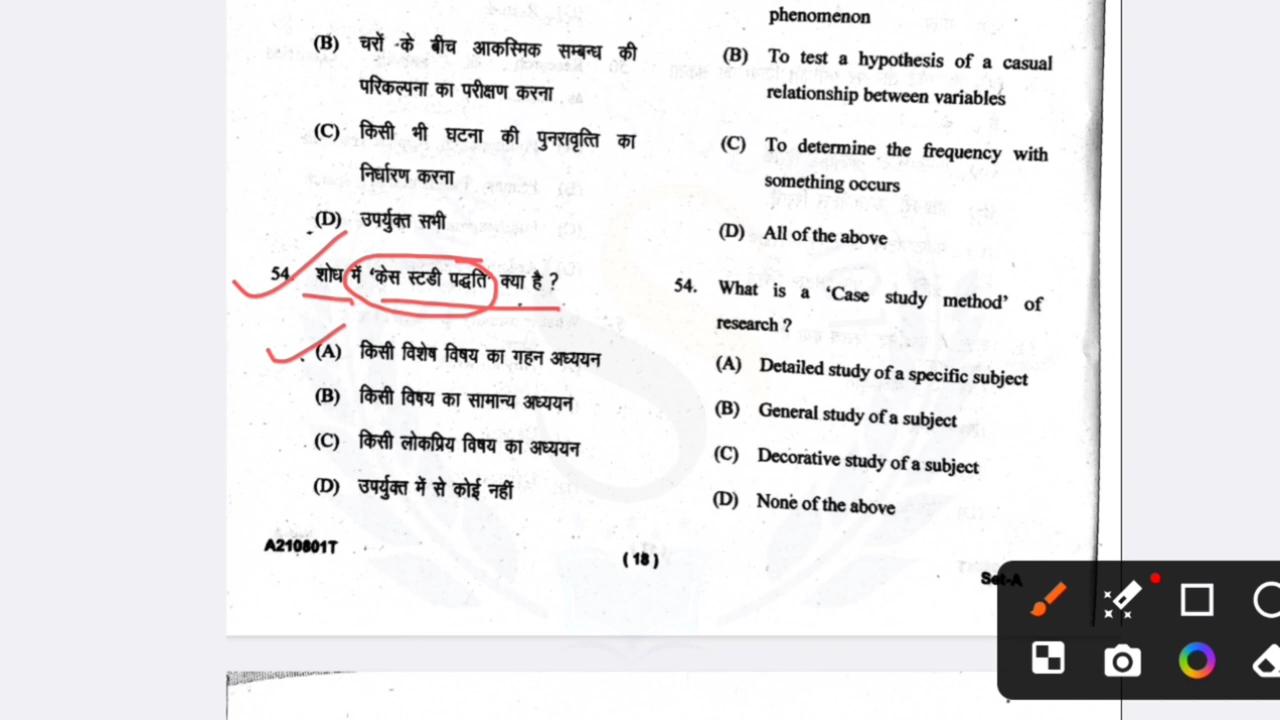 (B) चरों के बीच आकस्मिक सम्बन्ध की
परिकल्पना का परीक्षण करना
(C) किसी भी घटना की पुनरावृत्ति का
निर्धारण करना
(D) उपर्युक्त सभी
54. शोध में ‘केस स्टडी पद्धति’ क्या है ?
(A) किसी विशेष विषय का गहन अध्ययन
(B) किसी विषय का सामान्य अध्ययन
(C) किसी लोकप्रिय विषय का अध्ययन
(D) उपर्युक्त में से कोई नहीं
phenomenon
(B) To test a hypothesis of a casual
relationship between variables
(C) To determine the frequency with
something occurs
(D) All of the above
54. What is a ‘Case study method’ of
research ?
(A) Detailed study of a specific subject
(B) General study of a subject
(C) Decorative study of a subject
(D) None of the above
A210801T
( 18 )
Set-A